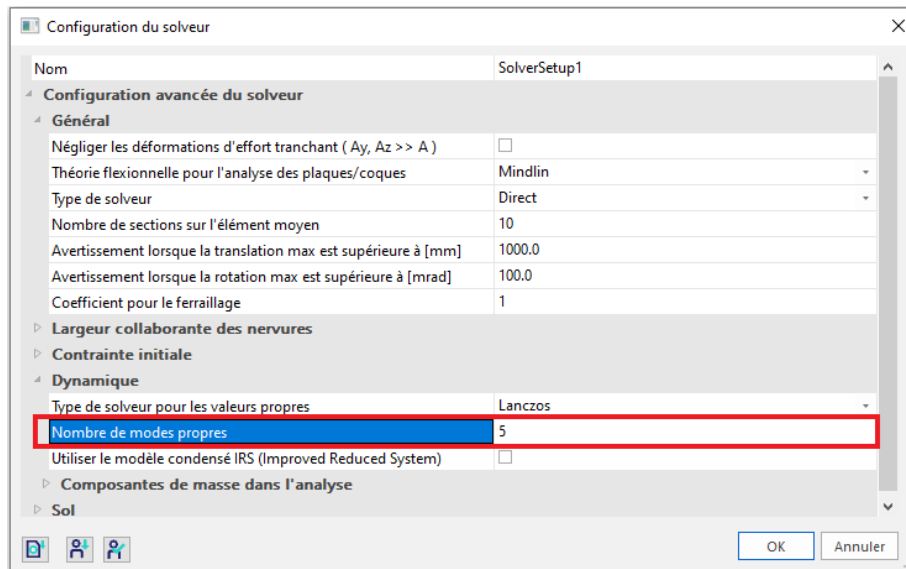 Configuration du solveur
Nom SolverSetup1
Configuration avancée du solveur
Général
Négliger les déformations d'effort tranchant ( Ay, Az >> A )
Théorie flexionnelle pour l'analyse des plaques/coques Mindlin
Type de solveur Direct
Nombre de sections sur l'élément moyen 10
Avertissement lorsque la translation max est supérieure à [mm] 1000.0
Avertissement lorsque la rotation max est supérieure à [mrad] 100.0
Coefficient pour le ferraillage 1
Largeur collaborante des nervures
Contrainte initiale
Dynamique
Type de solveur pour les valeurs propres Lanczos
Nombre de modes propres 5
Utiliser le modèle condensé IRS (Improved Reduced System)
Composantes de masse dans l'analyse
Sol
OK Annuler